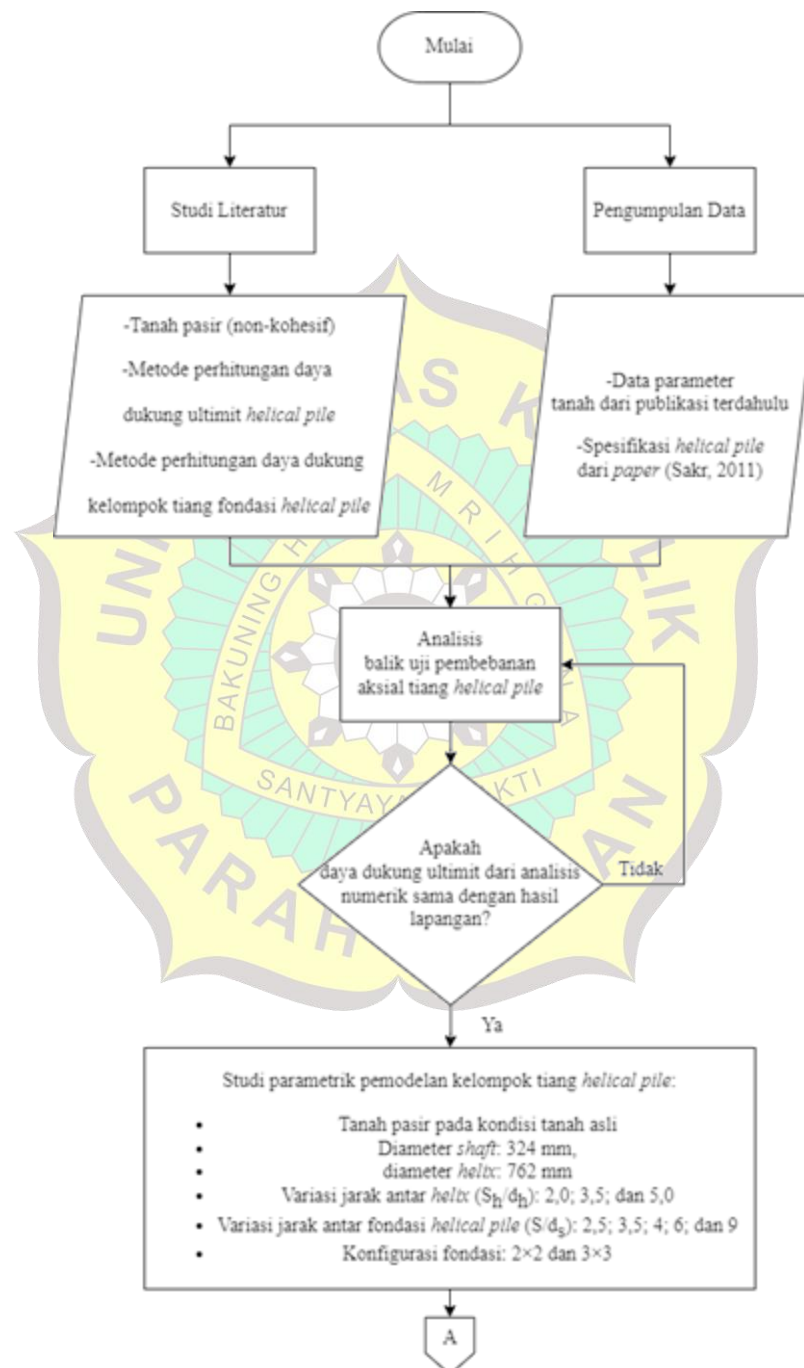 Mulai
Studi Literatur
Pengumpulan Data
-Tanah pasir (non-kohesif)
-Metode perhitungan daya
dukung ultimit helical pile
-Metode perhitungan daya dukung
kelompok tiang fondasi helical pile
-Data parameter
tanah dari publikasi terdahulu
-Spesifikasi helical pile
dari paper (Sakr, 2011)
Analisis
balik uji pembebanan
aksial tiang helical pile
Apakah
daya dukung ultimit dari analisis
numerik sama dengan hasil
lapangan?
Tidak
Ya
Studi parametrik pemodelan kelompok tiang helical pile:
• Tanah pasir pada kondisi tanah asli
• Diameter shaft: 324 mm,
• diameter helix: 762 mm
• Variasi jarak antar helix (Sh/dh): 2,0; 3,5; dan 5,0
• Variasi jarak antar fondasi helical pile (S/ds): 2,5; 3,5; 4; 6; dan 9
• Konfigurasi fondasi: 2×2 dan 3×3
A
BAKUNING
SANTYAYA